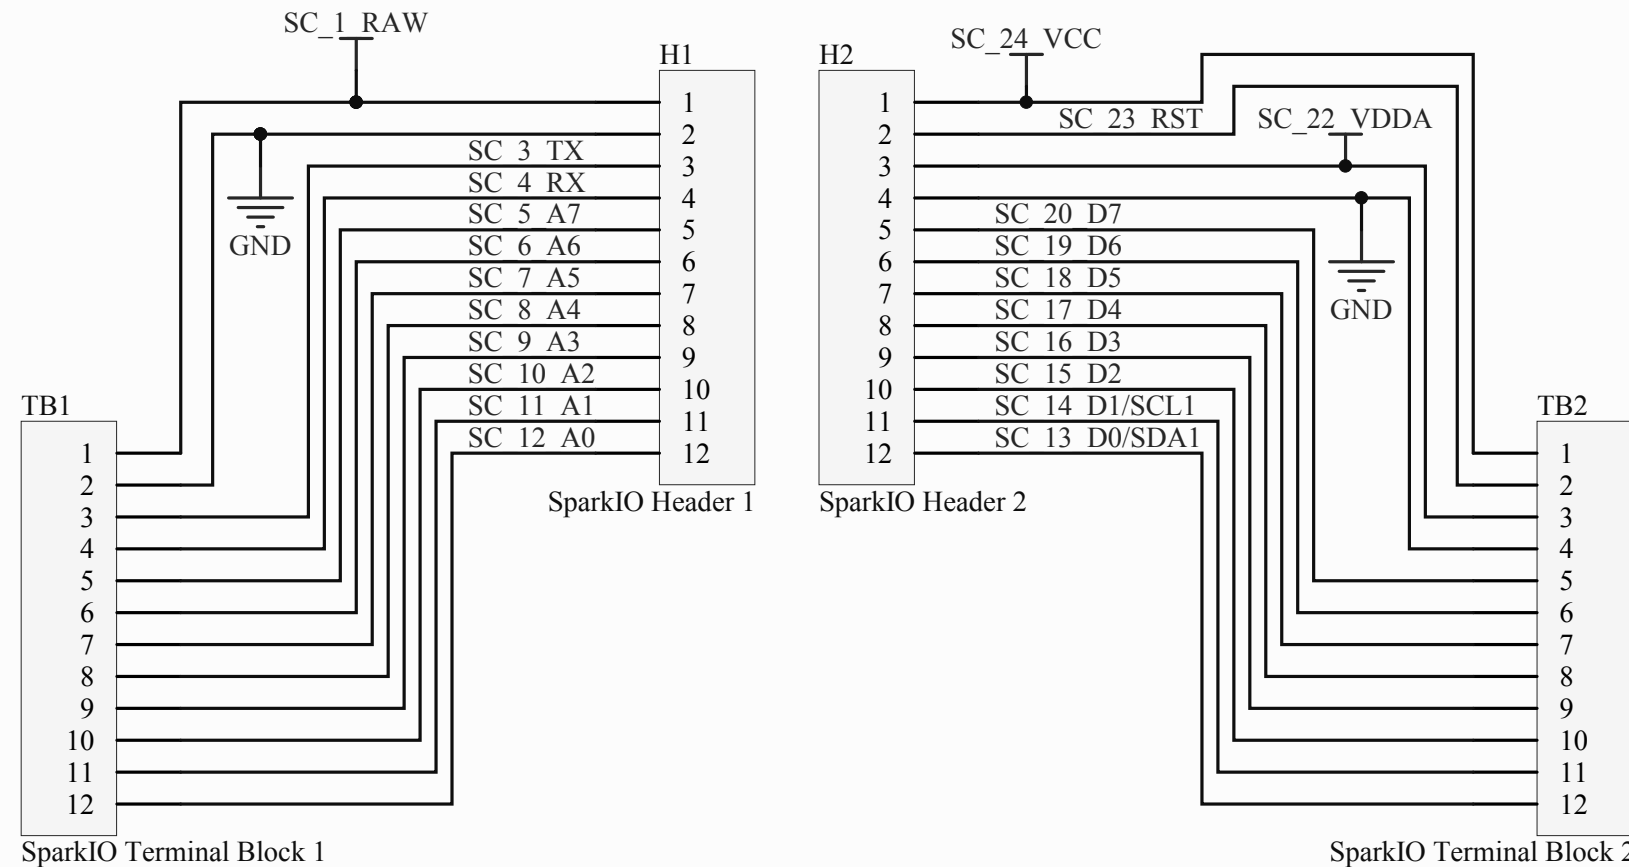 SC_1_RAW
H1
1
2
SC_3_TX
3
SC_4_RX
4
SC_5_A7
5
GND
SC_6_A6
6
SC_7_A5
7
SC_8_A4
8
SC_9_A3
9
SC_10_A2
10
SC_11_A1
11
SC_12_A0
12
SparkIO Header 1
TB1
1
2
3
4
5
6
7
8
9
10
11
12
SparkIO Terminal Block 1
H2
SC_24_VCC
1
SC_23_RST
2
SC_22_VDDA
3
4
SC_20_D7
5
SC_19_D6
6
SC_18_D5
7
GND
SC_17_D4
8
SC_16_D3
9
SC_15_D2
10
SC_14_D1/SCL1
11
SC_13_D0/SDA1
12
SparkIO Header 2
TB2
1
2
3
4
5
6
7
8
9
10
11
12
SparkIO Terminal Block 2